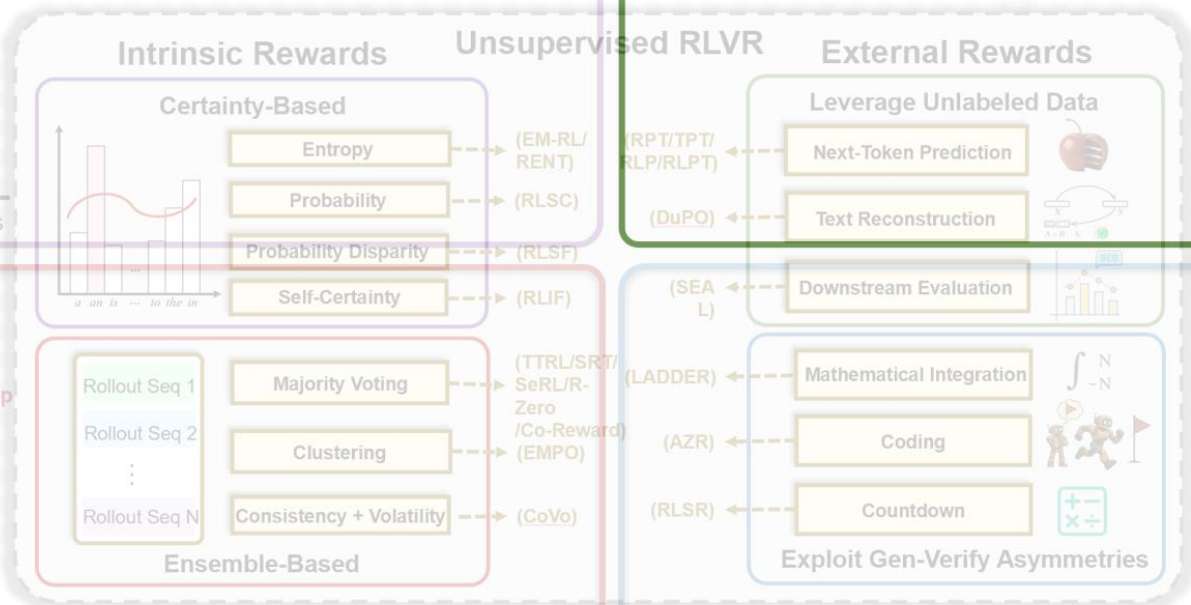 Unsupervised RLVR
Intrinsic Rewards
External Rewards
Certainty-Based
Entropy
(EM-RL/
RENT)
Probability
(RLSC)
Probability Disparity
(RLSF)
Self-Certainty
(RLIF)
a an is ... to the in
...
Leverage Unlabeled Data
(RPT/TPT/
RLP/RLPT)
Next-Token Prediction
(DuPO)
Text Reconstruction
X
Y
(SEA
L)
Downstream Evaluation
SEQ
s
p
Rollout Seq 1
Rollout Seq 2
⋮
Rollout Seq N
Majority Voting
(TTRL/SRT/
SeRL/R-
Zero
/Co-Reward)
Clustering
(EMPO)
Consistency + Volatility
(CoVo)
Ensemble-Based
(LADDER)
Mathematical Integration
∫ N
-N
(AZR)
Coding
(RLSR)
Countdown
+ −
× ÷
Exploit Gen-Verify Asymmetries